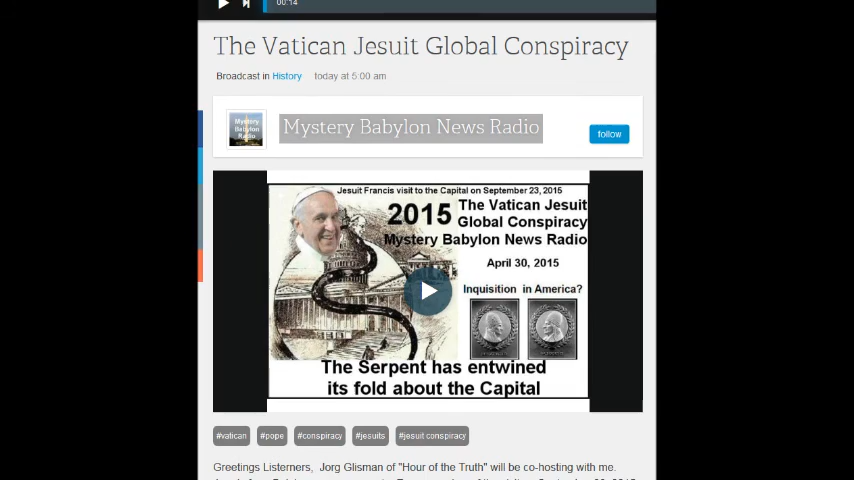 00:14
The Vatican Jesuit Global Conspiracy
Broadcast in History today at 5:00 am
Mystery
Babylon
Radio
Mystery Babylon News Radio
follow
Jesuit Francis visit to the Capital on September 23, 2015
2015
The Vatican Jesuit
Global Conspiracy
Mystery Babylon News Radio
April 30, 2015
Inquisition in America?
The Serpent has entwined
its fold about the Capital
#vatican #pope #conspiracy #jesuits #jesuit conspiracy
Greetings Listeners, Jorg Glisman of "Hour of the Truth" will be co-hosting with me.